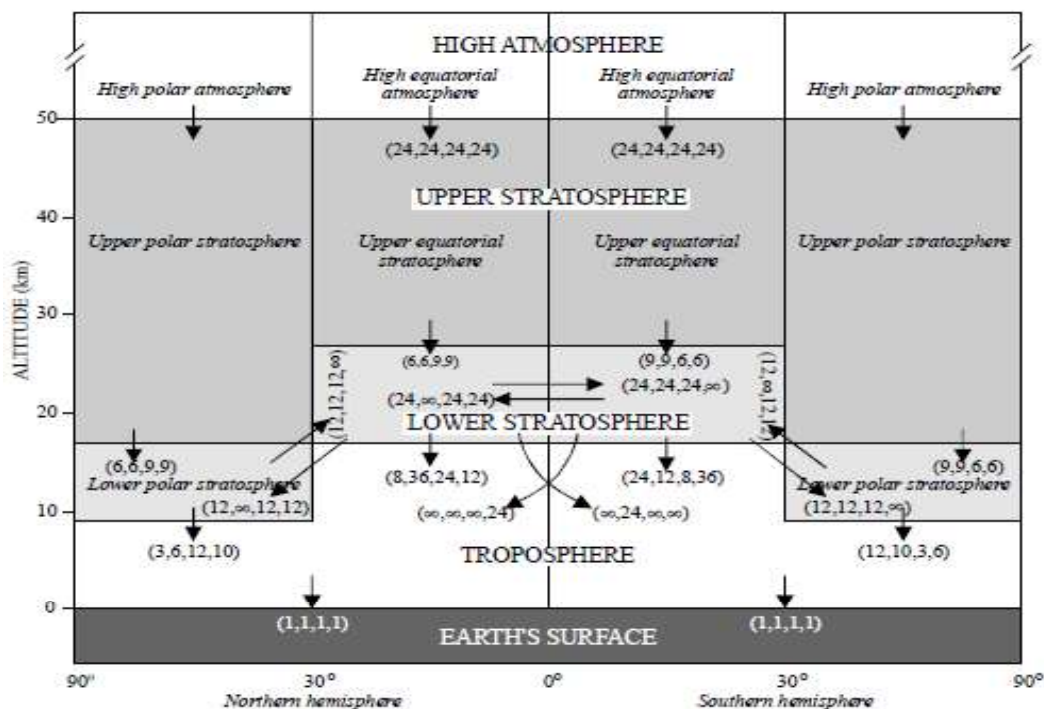 HIGH ATMOSPHERE
High polar atmosphere
High equatorial
atmosphere
High equatorial
atmosphere
High polar atmosphere
50
(24,24,24,24)
(24,24,24,24)
UPPER STRATOSPHERE
40
Upper polar stratosphere
Upper equatorial
stratosphere
Upper equatorial
stratosphere
Upper polar stratosphere
ALTITUDE (km)
30
(12,12,12,∞)
(6,6,9,9)
(9,9,6,6)
(12,∞,12,12)
(24,∞,24,24)
(24,24,24,∞)
20
LOWER STRATOSPHERE
(6,6,9,9)
(9,9,6,6)
Lower polar stratosphere
(8,36,24,12)
(24,12,8,36)
Lower polar stratosphere
(12,∞,12,12)
(12,12,12,∞)
10
(∞,∞,∞,24)
(∞,24,∞,∞)
(3,6,12,10)
TROPOSPHERE
(12,10,3,6)
0
(1,1,1,1)
(1,1,1,1)
EARTH'S SURFACE
90°
30°
0°
30°
90°
Northern hemisphere
Southern hemisphere